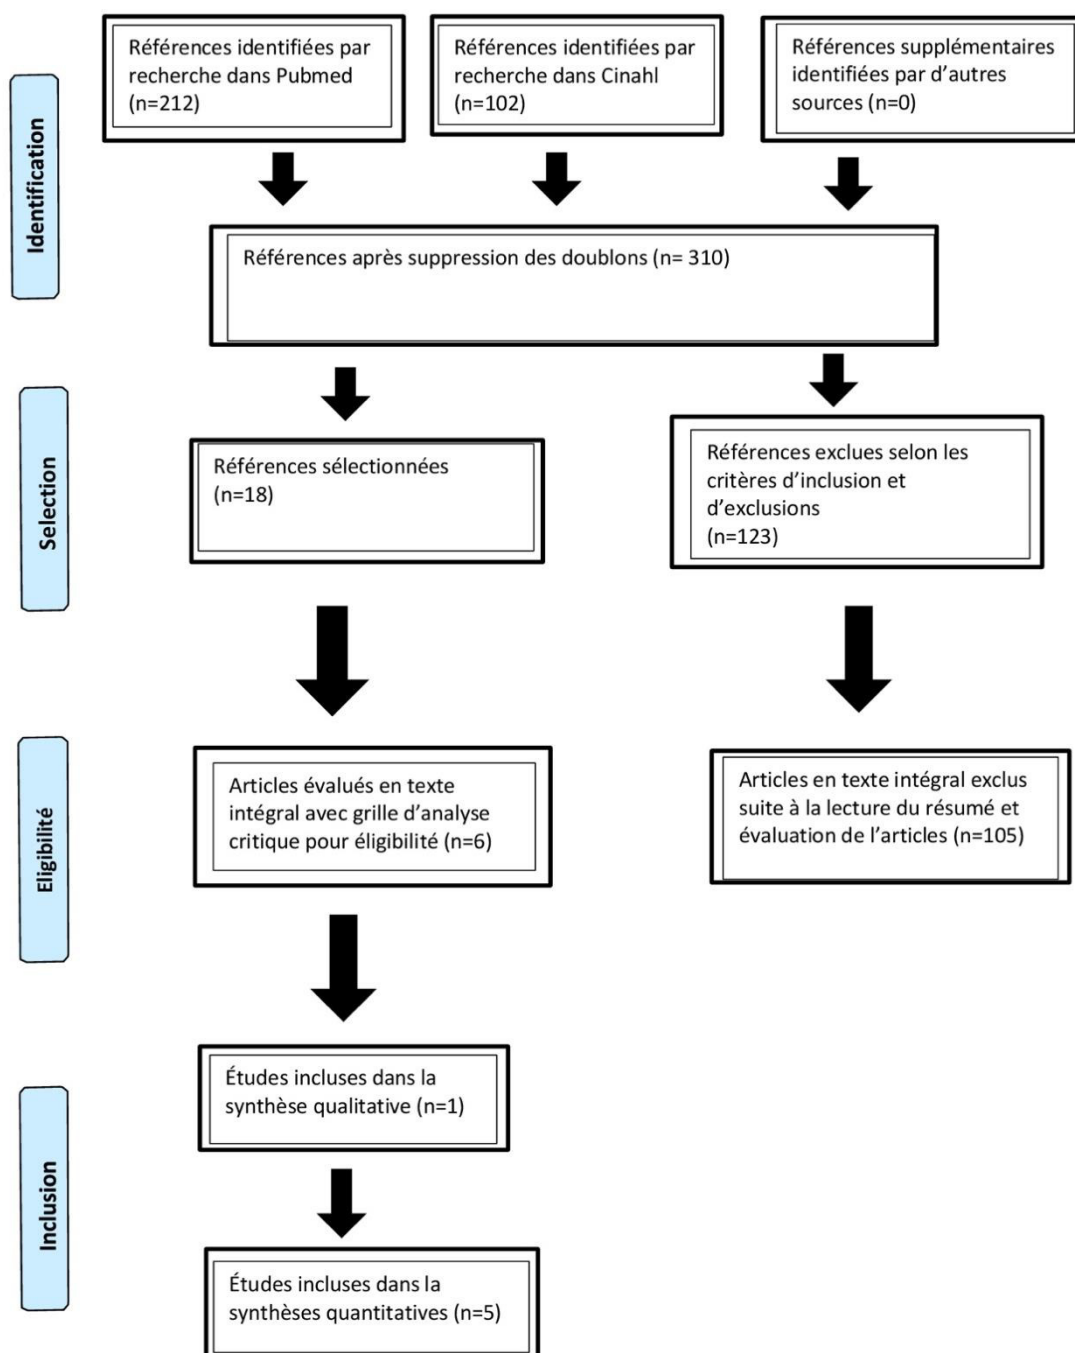 Références identifiées par
recherche dans Pubmed
(n=212)
Références identifiées par
recherche dans Cinahl
(n=102)
Références supplémentaires
identifiées par d’autres
sources (n=0)
Identification
Références après suppression des doublons (n= 310)
Selection
Références sélectionnées
(n=18)
Références exclues selon les
critères d’inclusion et
d’exclusions
(n=123)
Eligibilité
Articles évalués en texte
intégral avec grille d’analyse
critique pour éligibilité (n=6)
Articles en texte intégral exclus
suite à la lecture du résumé et
évaluation de l’articles (n=105)
Inclusion
Études incluses dans la
synthèse qualitative (n=1)
Études incluses dans la
synthèses quantitatives (n=5)